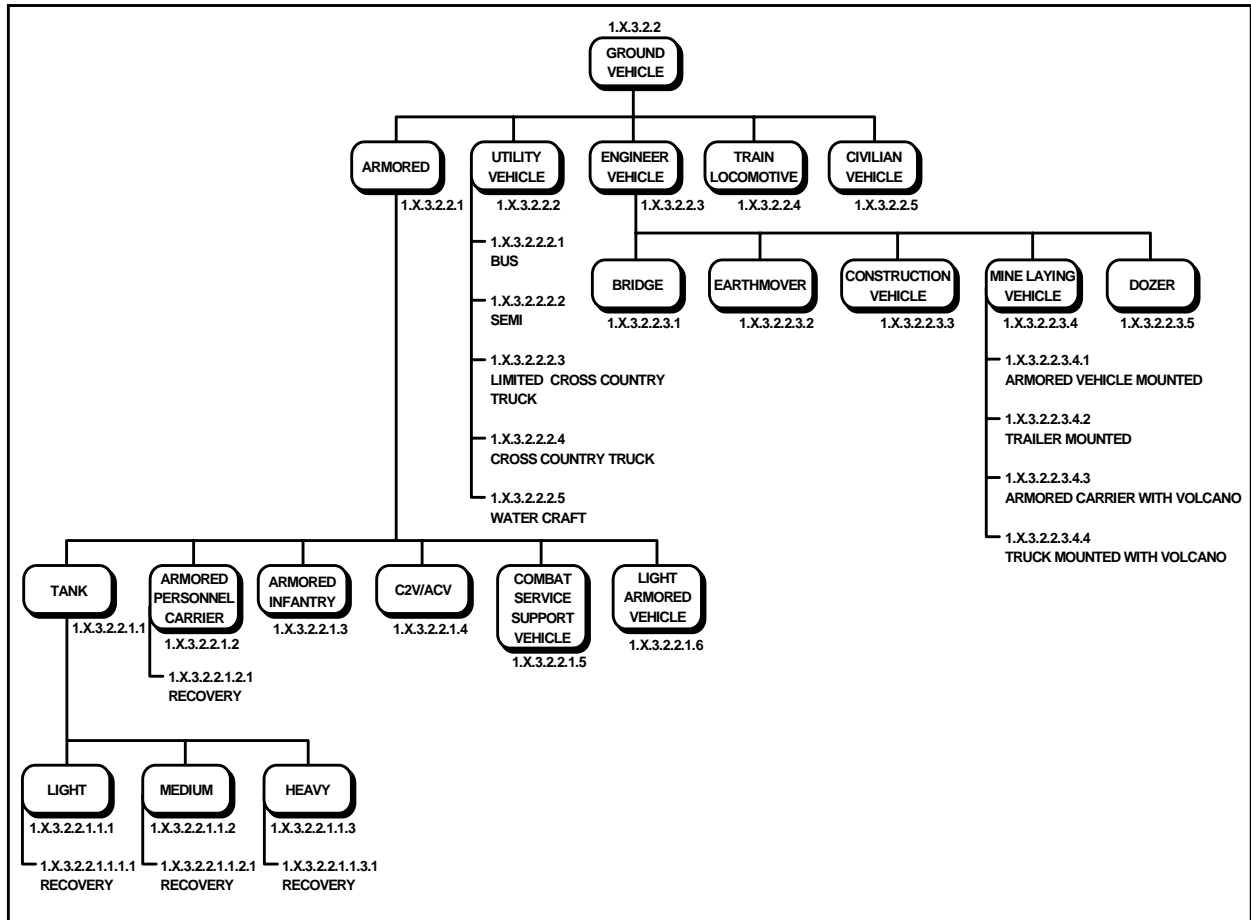 1.X.3.2.2
GROUND
VEHICLE
ARMORED
1.X.3.2.2.1
UTILITY
VEHICLE
1.X.3.2.2.2
ENGINEER
VEHICLE
1.X.3.2.2.3
TRAIN
LOCOMOTIVE
1.X.3.2.2.4
CIVILIAN
VEHICLE
1.X.3.2.2.5
1.X.3.2.2.2.1
BUS
1.X.3.2.2.2.2
SEMI
1.X.3.2.2.2.3
LIMITED CROSS COUNTRY
TRUCK
1.X.3.2.2.2.4
CROSS COUNTRY TRUCK
1.X.3.2.2.2.5
WATER CRAFT
BRIDGE
1.X.3.2.2.3.1
EARTHMOVER
1.X.3.2.2.3.2
CONSTRUCTION
VEHICLE
1.X.3.2.2.3.3
MINE LAYING
VEHICLE
1.X.3.2.2.3.4
DOZER
1.X.3.2.2.3.5
1.X.3.2.2.3.4.1
ARMORED VEHICLE MOUNTED
1.X.3.2.2.3.4.2
TRAILER MOUNTED
1.X.3.2.2.3.4.3
ARMORED CARRIER WITH VOLCANO
1.X.3.2.2.3.4.4
TRUCK MOUNTED WITH VOLCANO
TANK
1.X.3.2.2.1.1
ARMORED
PERSONNEL
CARRIER
1.X.3.2.2.1.2
1.X.3.2.2.1.2.1
RECOVERY
ARMORED
INFANTRY
1.X.3.2.2.1.3
C2V/ACV
1.X.3.2.2.1.4
COMBAT
SERVICE
SUPPORT
VEHICLE
1.X.3.2.2.1.5
LIGHT
ARMORED
VEHICLE
1.X.3.2.2.1.6
LIGHT
1.X.3.2.2.1.1.1
1.X.3.2.2.1.1.1.1
RECOVERY
MEDIUM
1.X.3.2.2.1.1.2
1.X.3.2.2.1.1.2.1
RECOVERY
HEAVY
1.X.3.2.2.1.1.3
1.X.3.2.2.1.1.3.1
RECOVERY